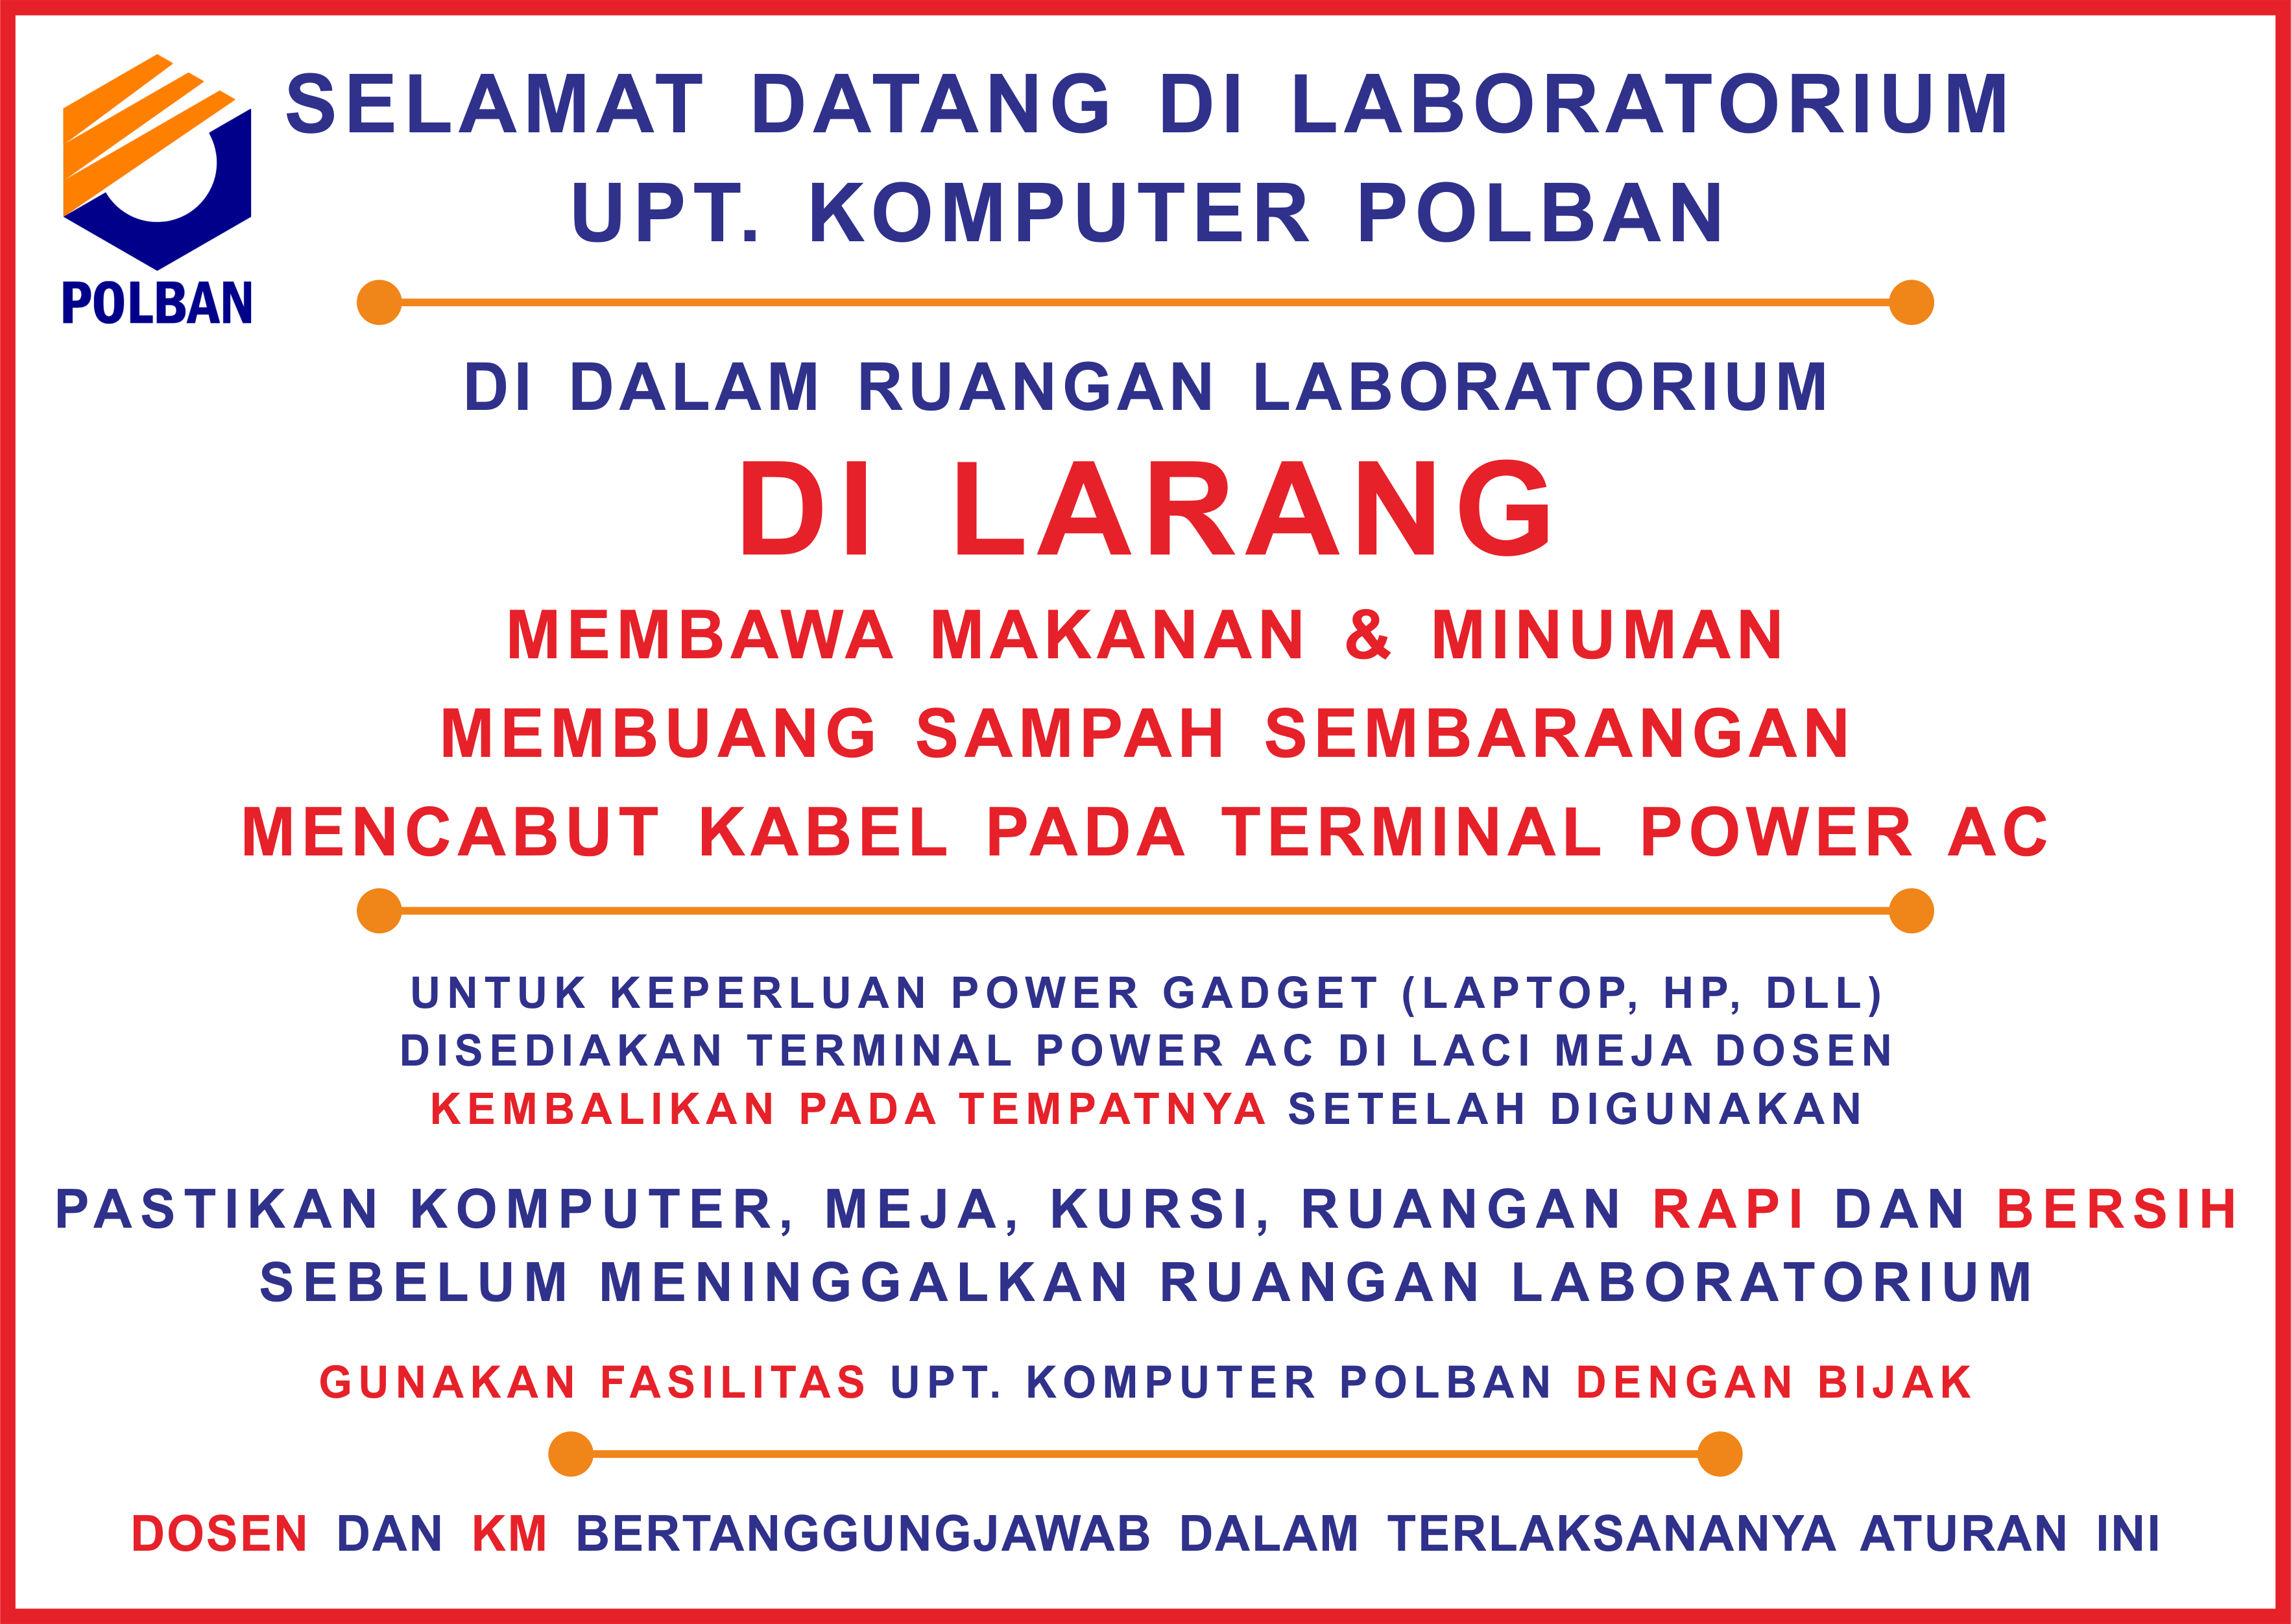 POLBAN
SELAMAT DATANG DI LABORATORIUM
UPT. KOMPUTER POLBAN
DI DALAM RUANGAN LABORATORIUM
DI LARANG
MEMBAWA MAKANAN & MINUMAN
MEMBUANG SAMPAH SEMBARANGAN
MENCABUT KABEL PADA TERMINAL POWER AC
UNTUK KEPERLUAN POWER GADGET (LAPTOP, HP, DLL)
DISEDIAKAN TERMINAL POWER AC DI LACI MEJA DOSEN
KEMBALIKAN PADA TEMPATNYA SETELAH DIGUNAKAN
PASTIKAN KOMPUTER, MEJA, KURSI, RUANGAN RAPI DAN BERSIH
SEBELUM MENINGGALKAN RUANGAN LABORATORIUM
GUNAKAN FASILITAS UPT. KOMPUTER POLBAN DENGAN BIJAK
DOSEN DAN KM BERTANGGUNGJAWAB DALAM TERLAKSANANYA ATURAN INI